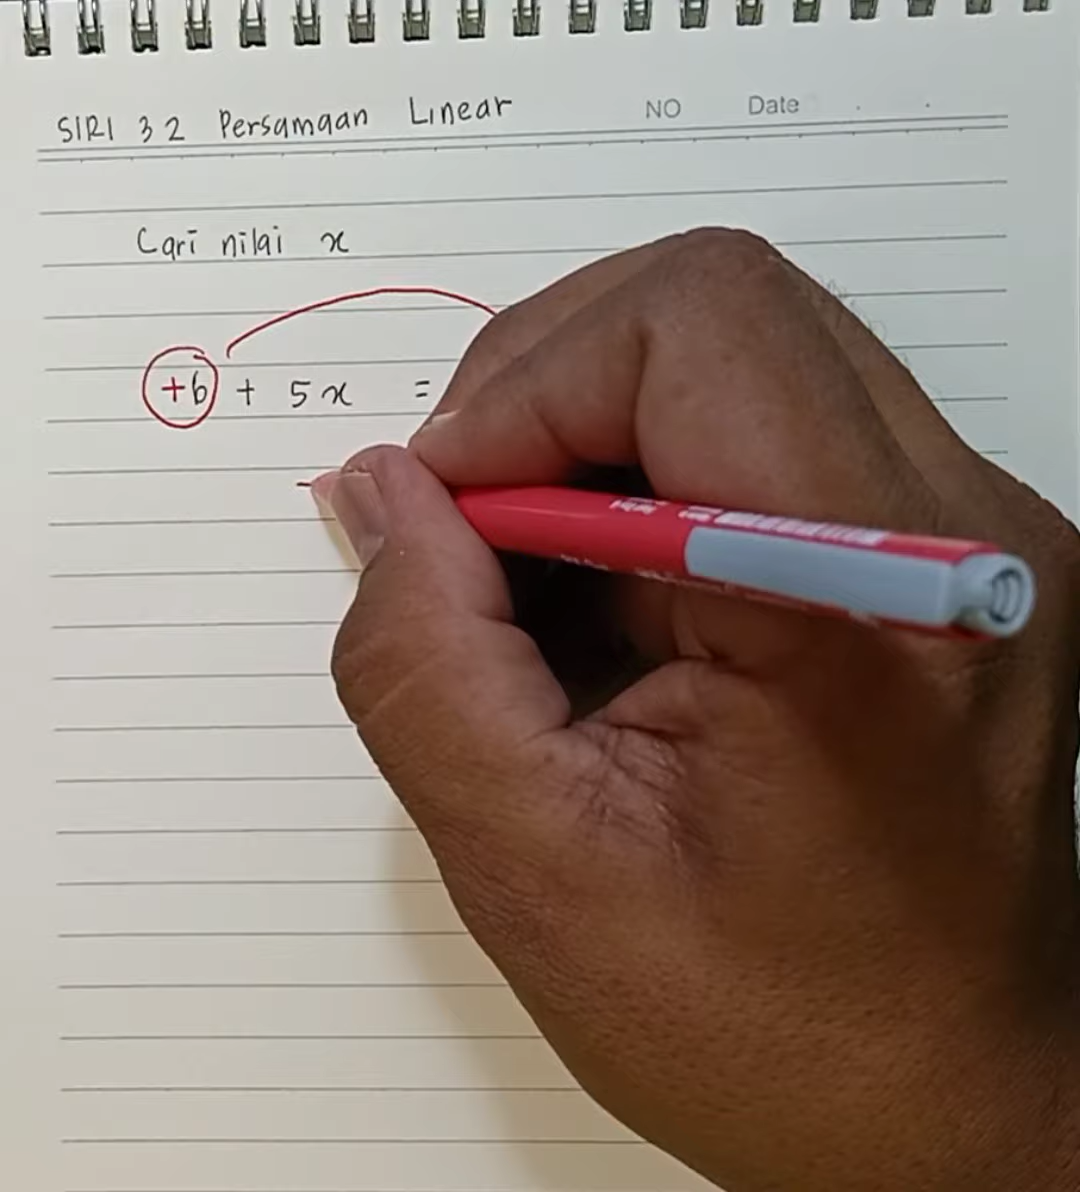 SIRI 32 Persamaan Linear
NO Date
Cari nilai x
+6 + 5x =